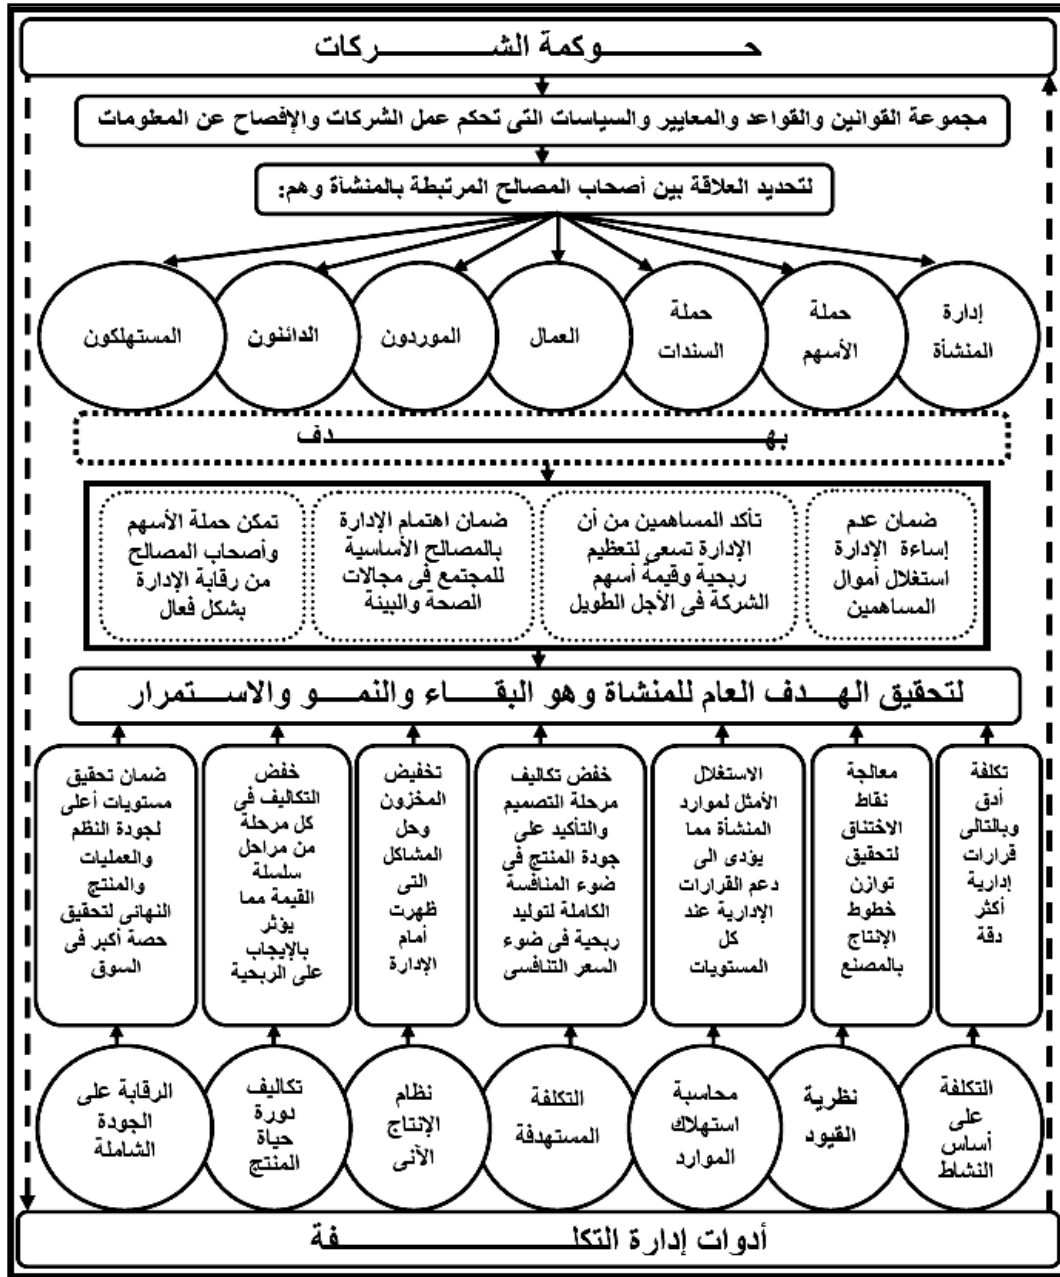 حـــــوكمة الشـــــركات
مجموعة القوانين والقواعد والمعايير والسياسات التى تحكم عمل الشركات والإفصاح عن المعلومات
لتحديد العلاقة بين أصحاب المصالح المرتبطة بالمنشأة وهم:
إدارة
المنشأة
حملة
الأسهم
حملة
السندات
العمال
الموردون
الدائنون
المستهلكون
بهـــــدف
ضمان عدم
إساءة الإدارة
استغلال أموال
المساهمين
تأكد المساهمين من أن
الإدارة تسعى لتعظيم
ربحية وقيمة أسهم
الشركة فى الأجل الطويل
ضمان اهتمام الإدارة
بالمصالح الأساسية
للمجتمع فى مجالات
الصحة والبيئة
تمكن حملة الأسهم
وأصحاب المصالح
من رقابة الإدارة
بشكل فعال
لتحقيق الهـــدف العام للمنشاة وهو البقـــاء والنمـــو والاســـتمرار
تكلفة
أدق
وبالتالى
قرارات
إدارية
أكثر
دقة
معالجة
نقاط
الاختناق
لتحقيق
توازن
خطوط
الإنتاج
بالمصنع
الاستغلال
الأمثل لموارد
المنشأة مما
يؤدى الى
دعم القرارات
الإدارية عند
كل
المستويات
خفض تكاليف
مرحلة التصميم
والتأكيد على
جودة المنتج فى
ضوء المنافسة
الكاملة لتوليد
ربحية فى ضوء
السعر التنافسى
تخفيض
المخزون
وحل
المشاكل
التى
ظهرت
أمام
الإدارة
خفض
التكاليف فى
كل مرحلة
من مراحل
سلسلة
القيمة مما
يوثر
بالإيجاب
على الربحية
ضمان تحقيق
مستويات أعلى
لجودة النظم
والعمليات
والمنتج
النهائى لتحقيق
حصة أكبر فى
السوق
التكلفة
على
أساس
النشاط
نظرية
القيود
محاسبة
استهلاك
الموارد
التكلفة
المستهدفة
نظام
الإنتاج
الآنى
تكاليف
دورة
حياة
المنتج
الرقابة على
الجودة
الشاملة
أدوات إدارة التكلـــــفة